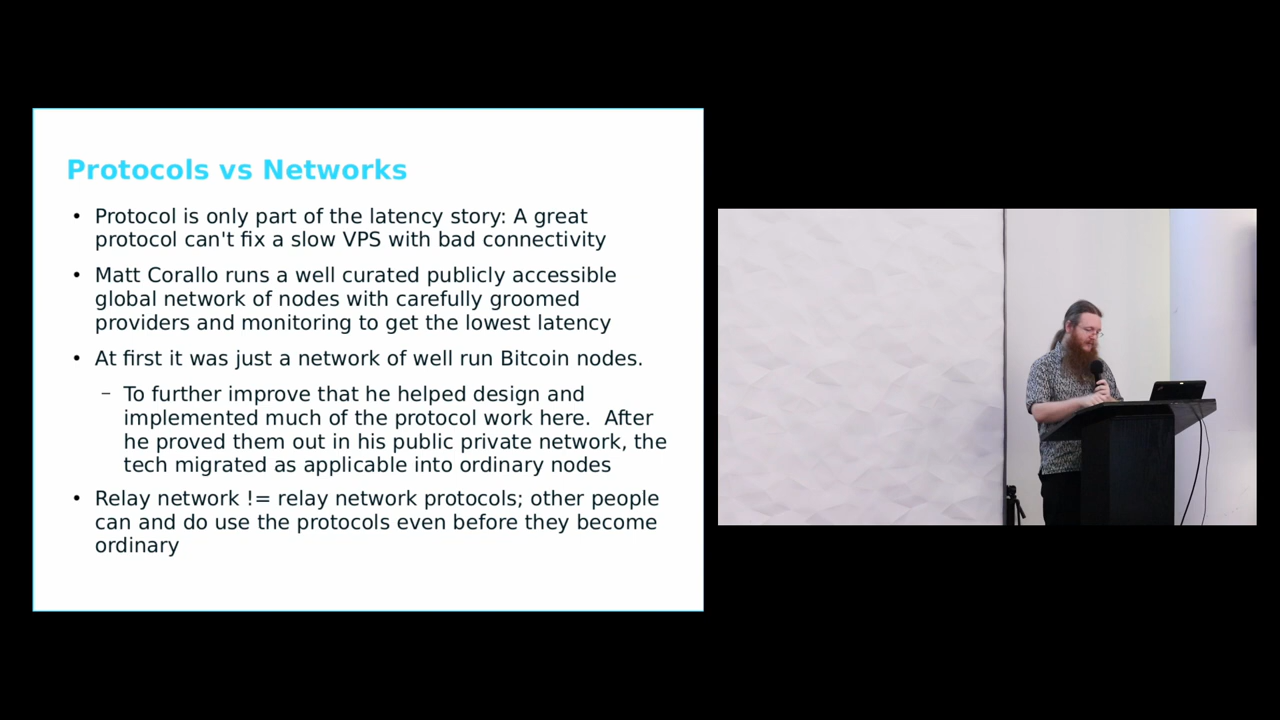 Protocols vs Networks
• Protocol is only part of the latency story: A great
protocol can't fix a slow VPS with bad connectivity
• Matt Corallo runs a well curated publicly accessible
global network of nodes with carefully groomed
providers and monitoring to get the lowest latency
• At first it was just a network of well run Bitcoin nodes.
– To further improve that he helped design and
implemented much of the protocol work here.  After
he proved them out in his public private network, the
tech migrated as applicable into ordinary nodes
• Relay network != relay network protocols; other people
can and do use the protocols even before they become
ordinary